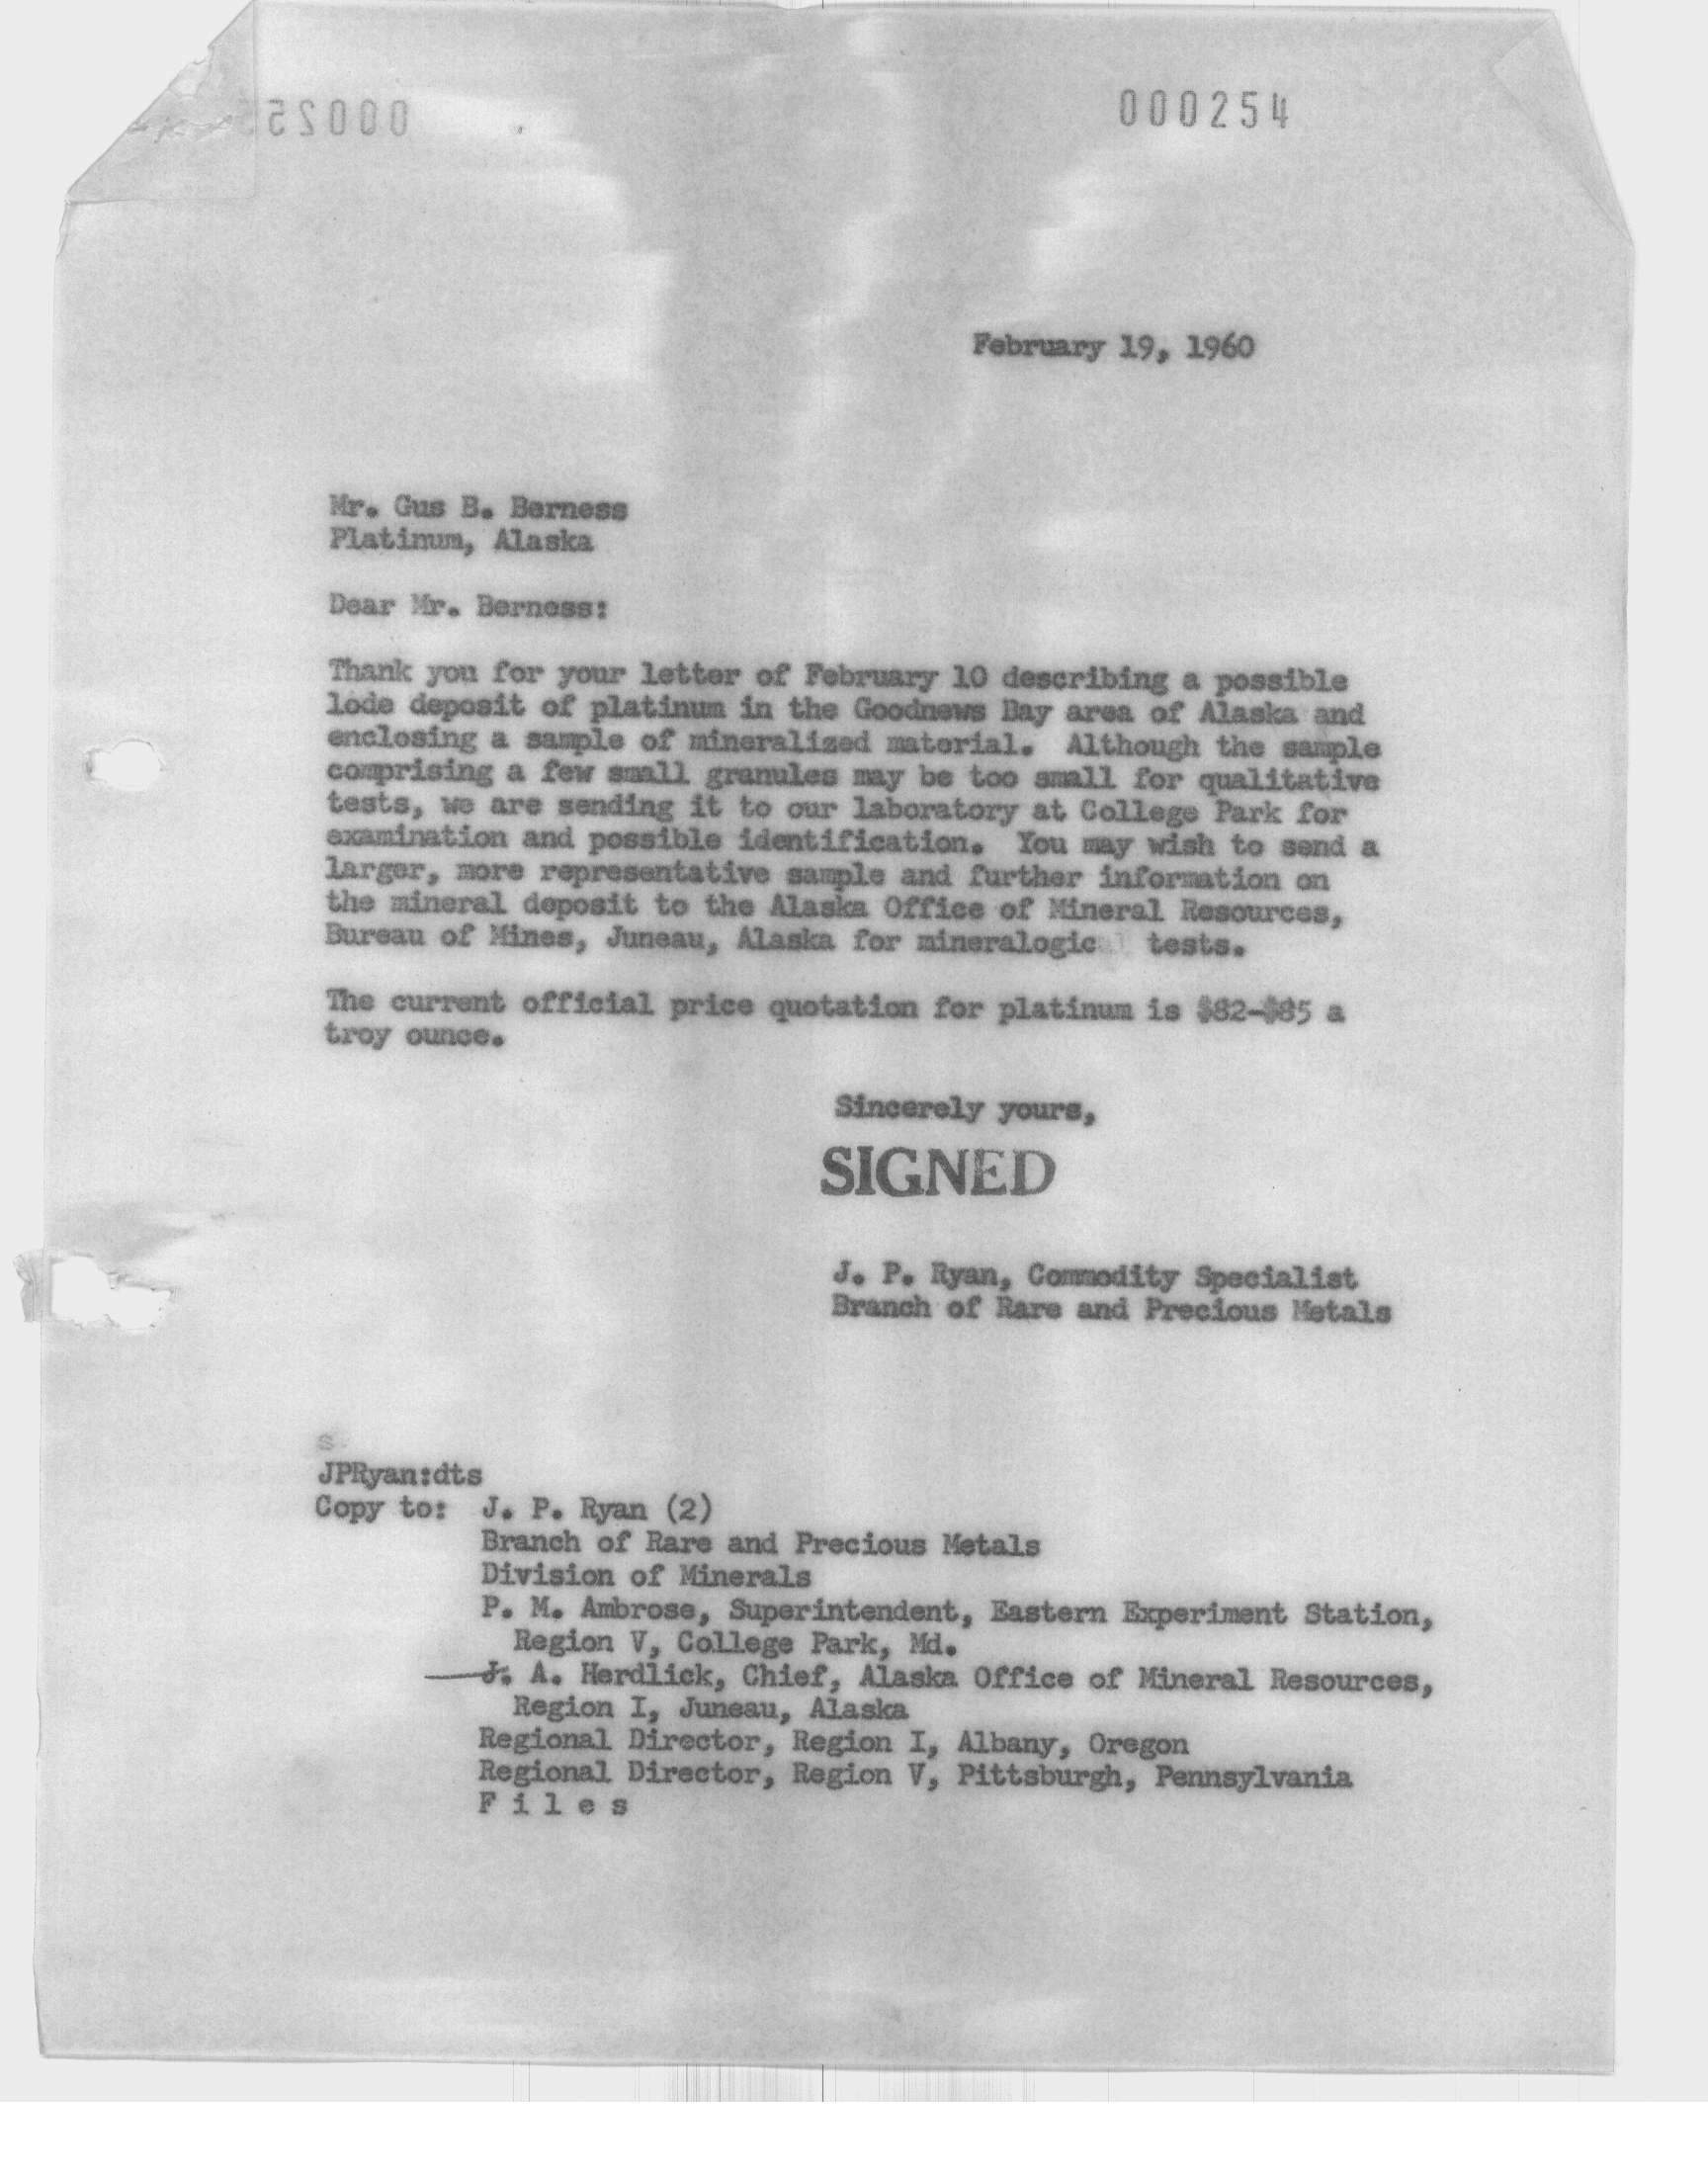 000254
February 19, 1960
Mr. Gus B. Berness
Platinum, Alaska
Dear Mr. Berness:
Thank you for your letter of February 10 describing a possible
lode deposit of platinum in the Goodnews Bay area of Alaska and
enclosing a sample of mineralized material.  Although the sample
comprising a few small granules may be too small for qualitative
tests, we are sending it to our laboratory at College Park for
examination and possible identification.  You may wish to send a
larger, more representative sample and further information on
the mineral deposit to the Alaska Office of Mineral Resources,
Bureau of Mines, Juneau, Alaska for mineralogical tests.
The current official price quotation for platinum is $82-$85 a
troy ounce.
Sincerely yours,
SIGNED
J. P. Ryan, Commodity Specialist
Branch of Rare and Precious Metals
s
JPRyan:dts
Copy to:  J. P. Ryan (2)
Branch of Rare and Precious Metals
Division of Minerals
P. M. Ambrose, Superintendent, Eastern Experiment Station,
Region V, College Park, Md.
J. A. Herdlick, Chief, Alaska Office of Mineral Resources,
Region I, Juneau, Alaska
Regional Director, Region I, Albany, Oregon
Regional Director, Region V, Pittsburgh, Pennsylvania
F i l e s